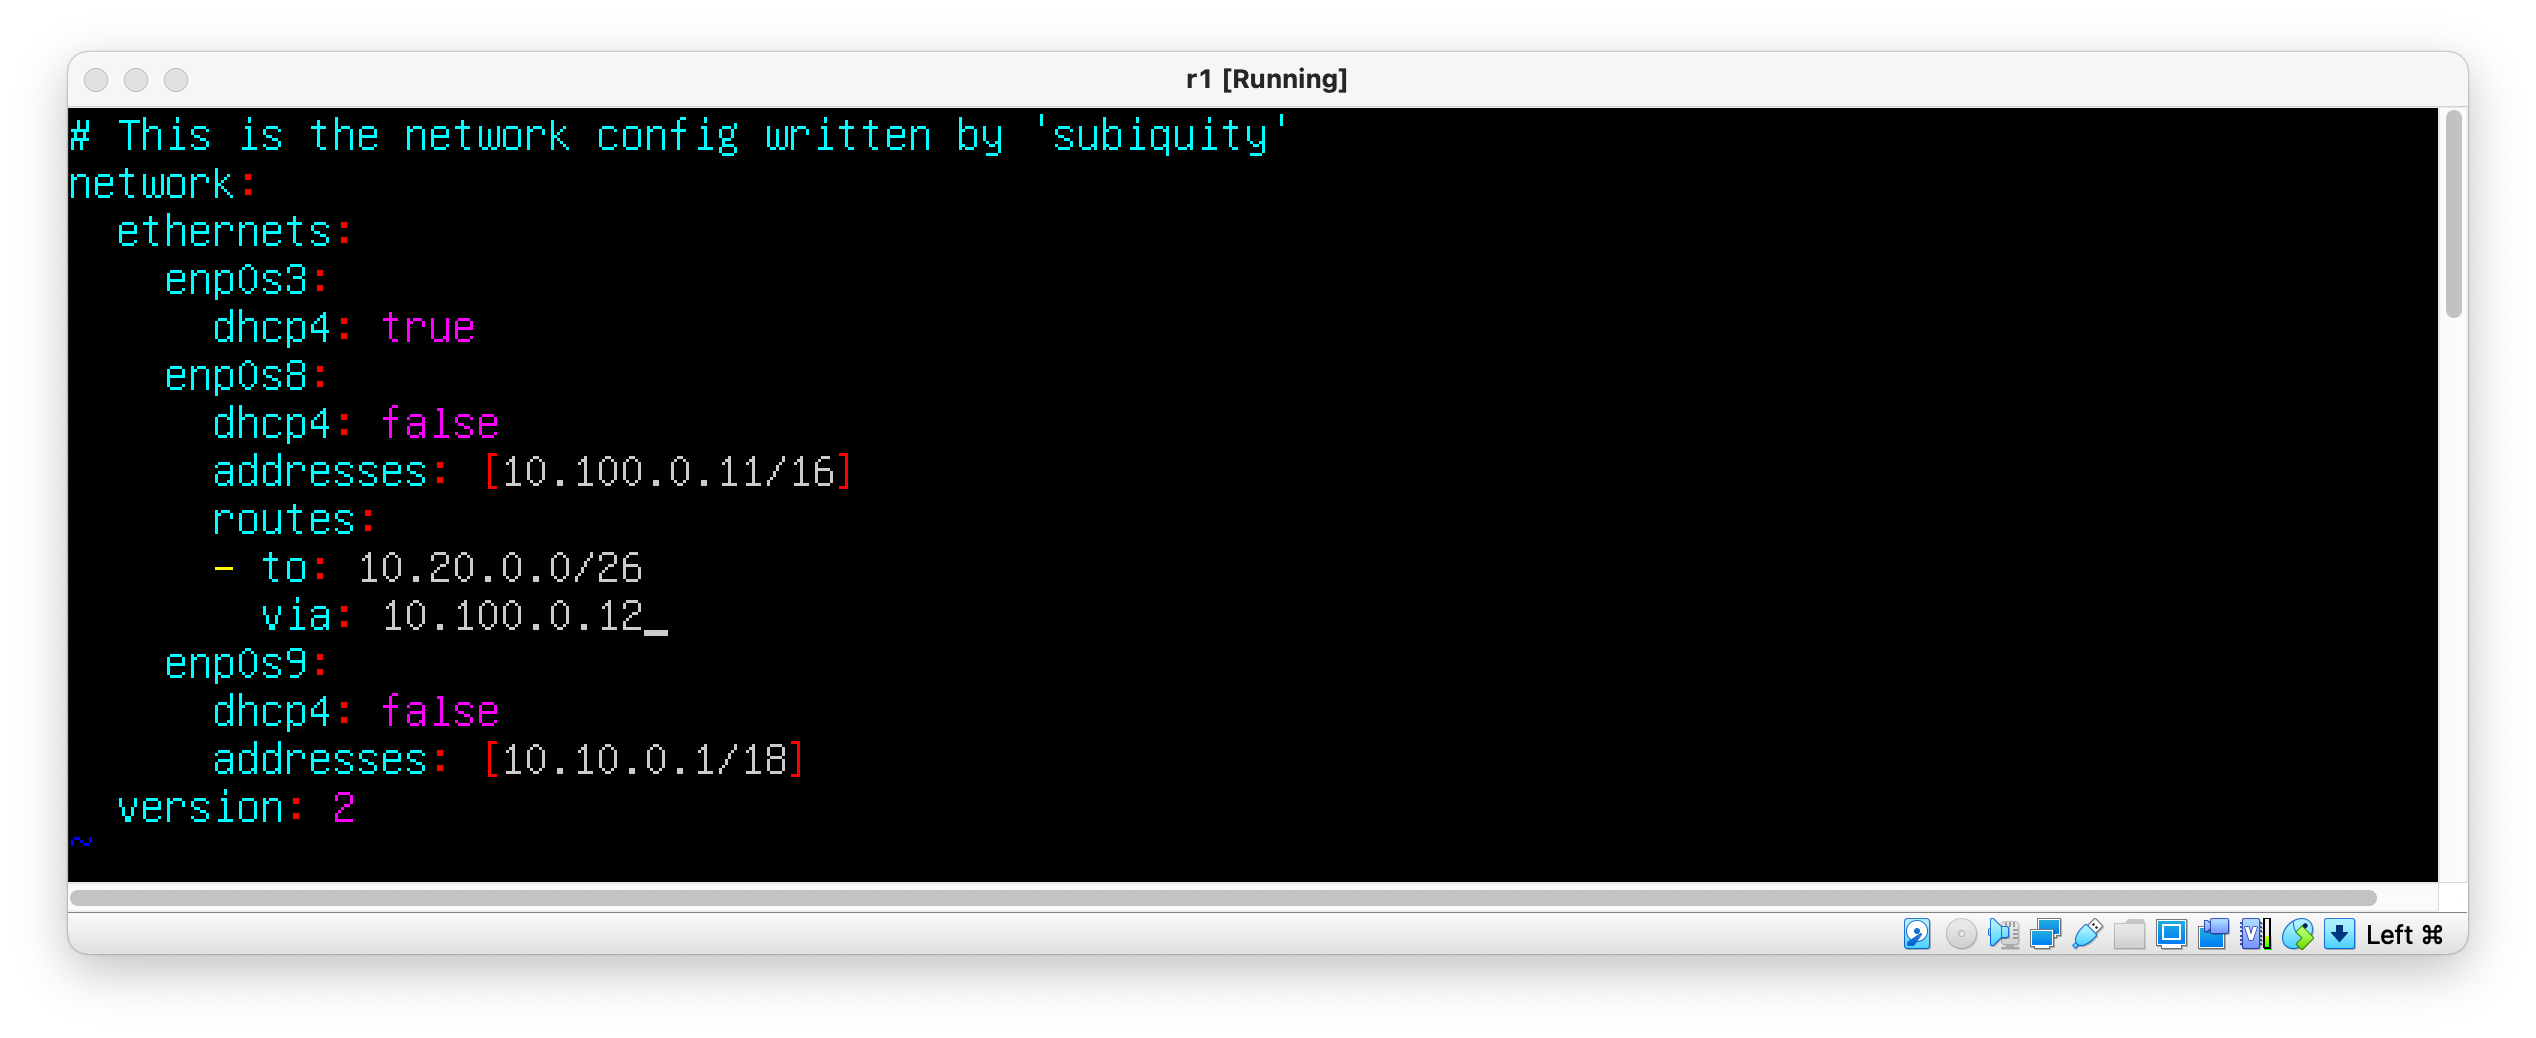 r1 [Running]
# This is the network config written by 'subiquity'
network:
  ethernets:
    enp0s3:
      dhcp4: true
    enp0s8:
      dhcp4: false
      addresses: [10.100.0.11/16]
      routes:
      - to: 10.20.0.0/26
        via: 10.100.0.12
    enp0s9:
      dhcp4: false
      addresses: [10.10.0.1/18]
  version: 2
~
Left ⌘